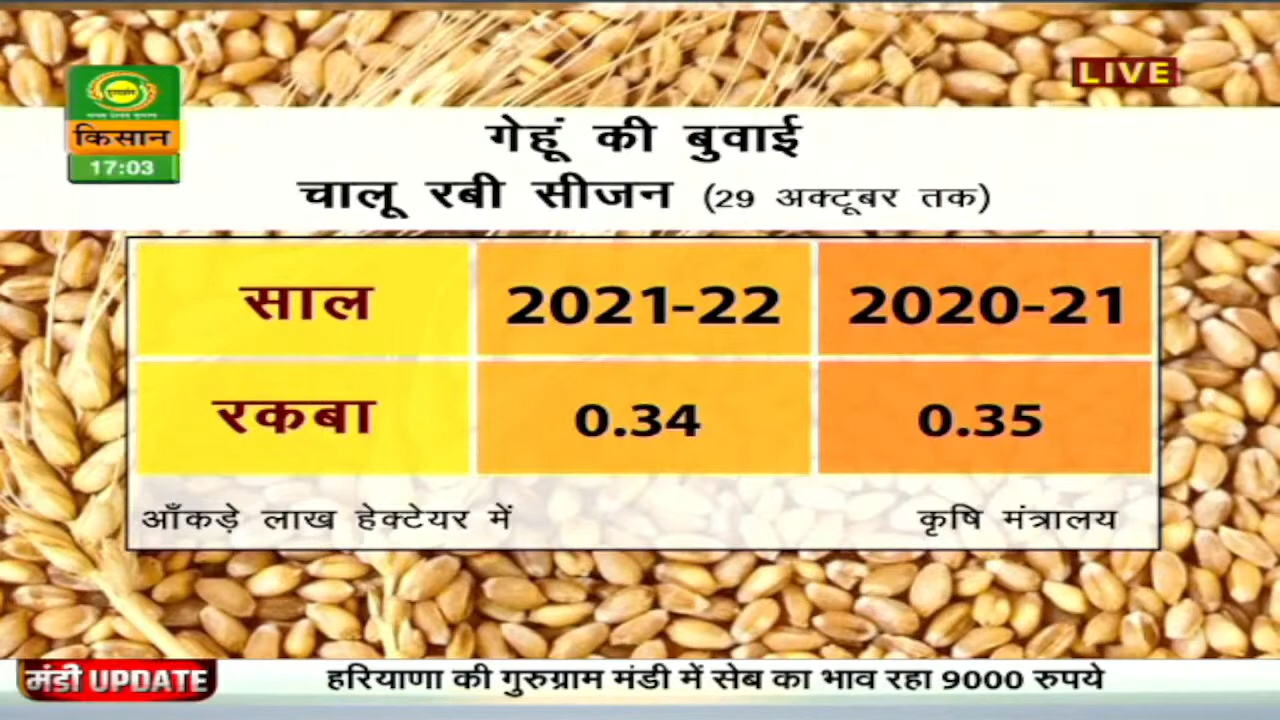 LIVE
किसान
17:03
गेहूं की बुवाई
चालू रबी सीजन (29 अक्टूबर तक)
साल 2021-22 2020-21
रकबा 0.34 0.35
आँकड़े लाख हेक्टेयर में कृषि मंत्रालय
मंडी UPDATE हरियाणा की गुरुग्राम मंडी में सेब का भाव रहा 9000 रुपये